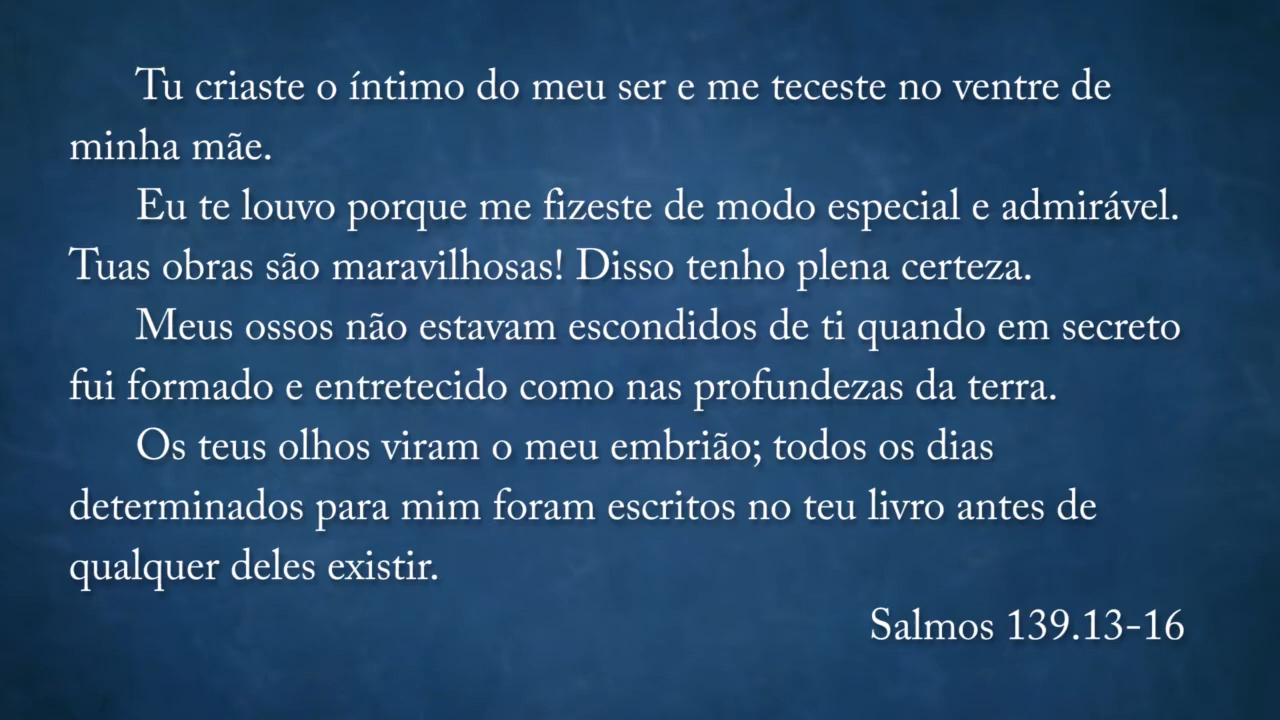 Tu criaste o íntimo do meu ser e me teceste no ventre de
minha mãe.
Eu te louvo porque me fizeste de modo especial e admirável.
Tuas obras são maravilhosas! Disso tenho plena certeza.
Meus ossos não estavam escondidos de ti quando em secreto
fui formado e entretecido como nas profundezas da terra.
Os teus olhos viram o meu embrião; todos os dias
determinados para mim foram escritos no teu livro antes de
qualquer deles existir.
Salmos 139.13-16